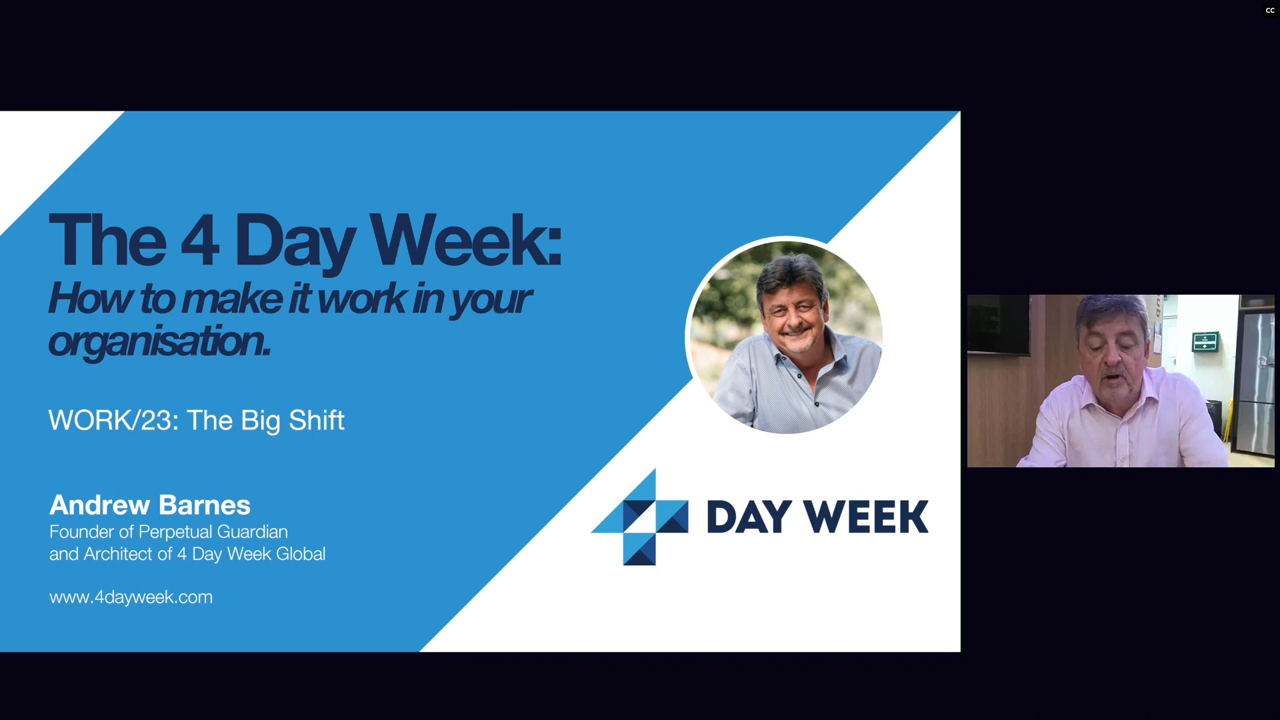 CC
The 4 Day Week:
How to make it work in your
organisation.
WORK/23: The Big Shift
Andrew Barnes
Founder of Perpetual Guardian
and Architect of 4 Day Week Global
www.4dayweek.com
4 DAY WEEK